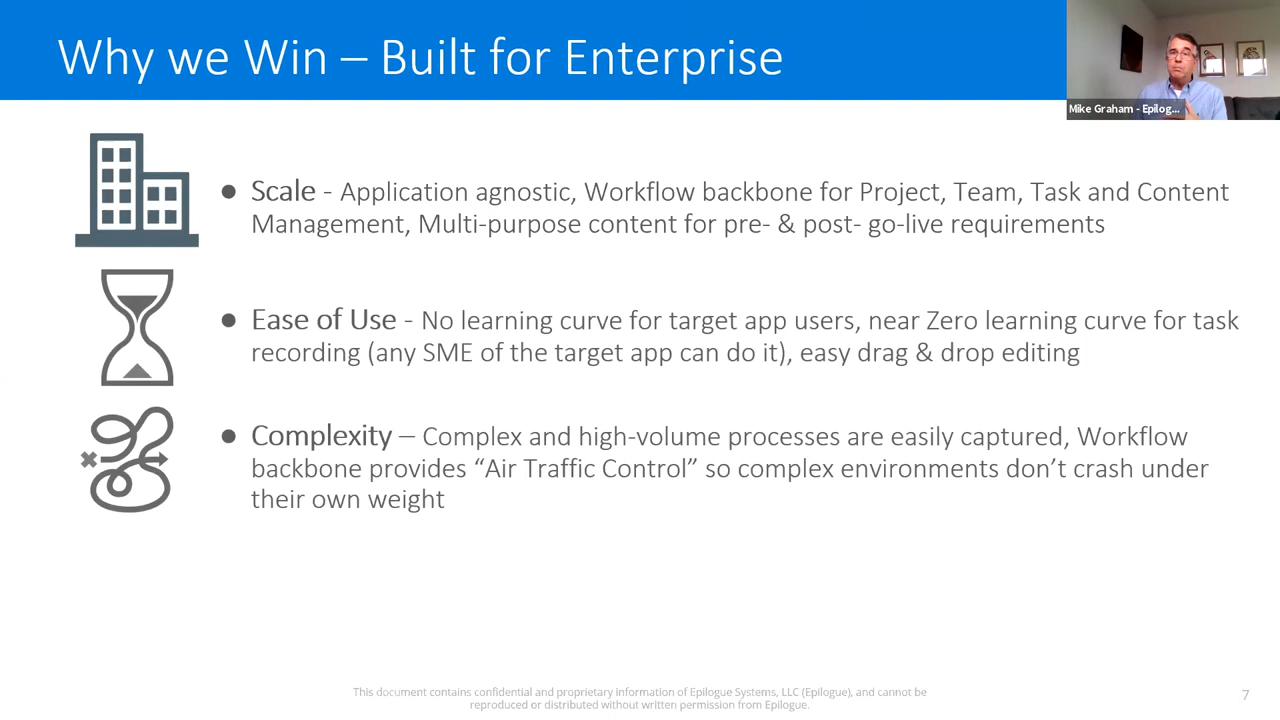 Why we Win – Built for Enterprise
Mike Graham - Epilog...
● Scale - Application agnostic, Workflow backbone for Project, Team, Task and Content
Management, Multi-purpose content for pre- & post- go-live requirements
● Ease of Use - No learning curve for target app users, near Zero learning curve for task
recording (any SME of the target app can do it), easy drag & drop editing
● Complexity – Complex and high-volume processes are easily captured, Workflow
backbone provides “Air Traffic Control” so complex environments don’t crash under
their own weight
This document contains confidential and proprietary information of Epilogue Systems, LLC (Epilogue), and cannot be
reproduced or distributed without written permission from Epilogue.
7